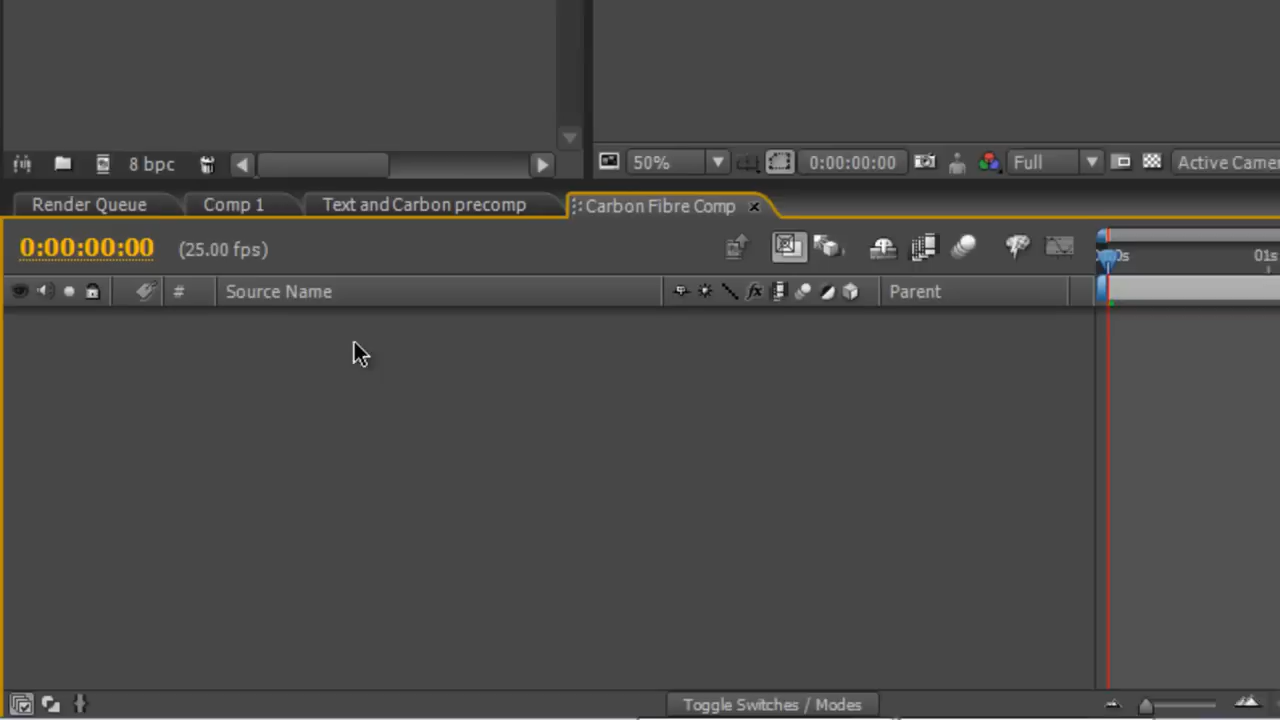 8 bpc
50%
0:00:00:00
Full
Active Camer
Render Queue
Comp 1
Text and Carbon precomp
Carbon Fibre Comp
0:00:00:00
(25.00 fps)
01s
#
Source Name
fx
Parent
Toggle Switches / Modes